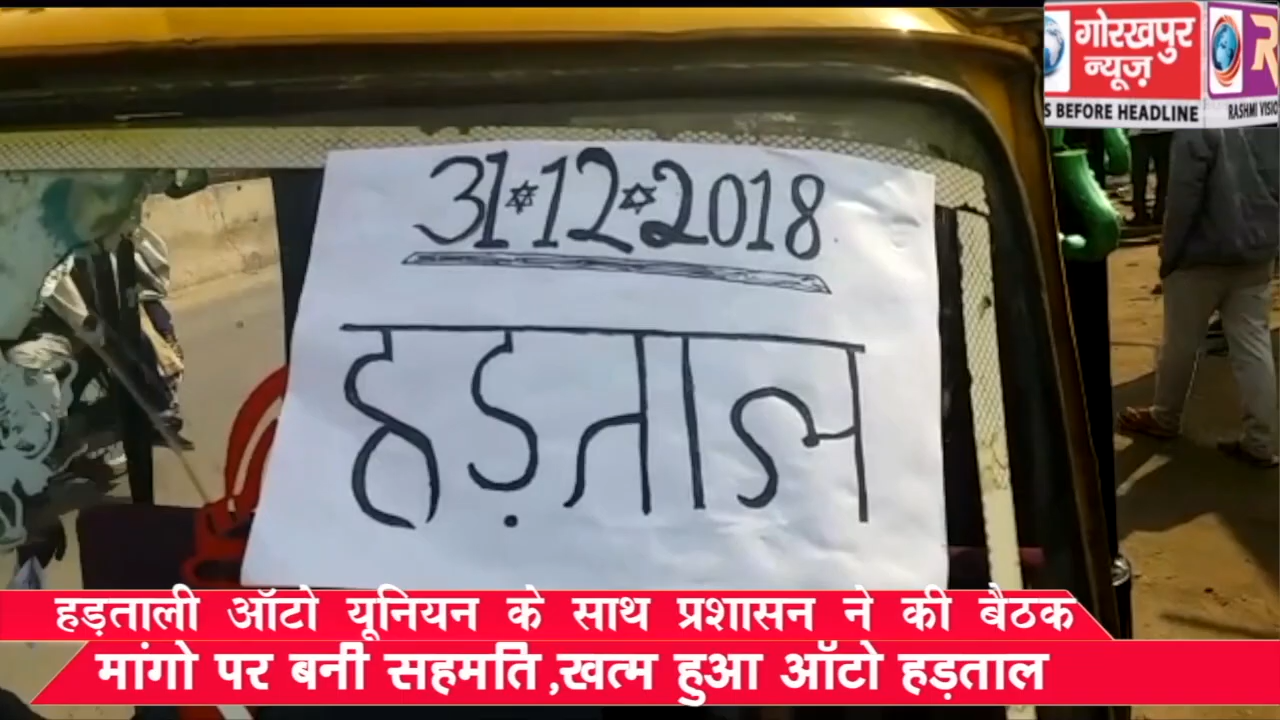 गोरखपुर
न्यूज़
S BEFORE HEADLINE
R
RASHMI VISIO
31✡12✡2018
हड़ताल
हड़ताली ऑटो यूनियन के साथ प्रशासन ने की बैठक
मांगो पर बनी सहमति,खत्म हुआ ऑटो हड़ताल